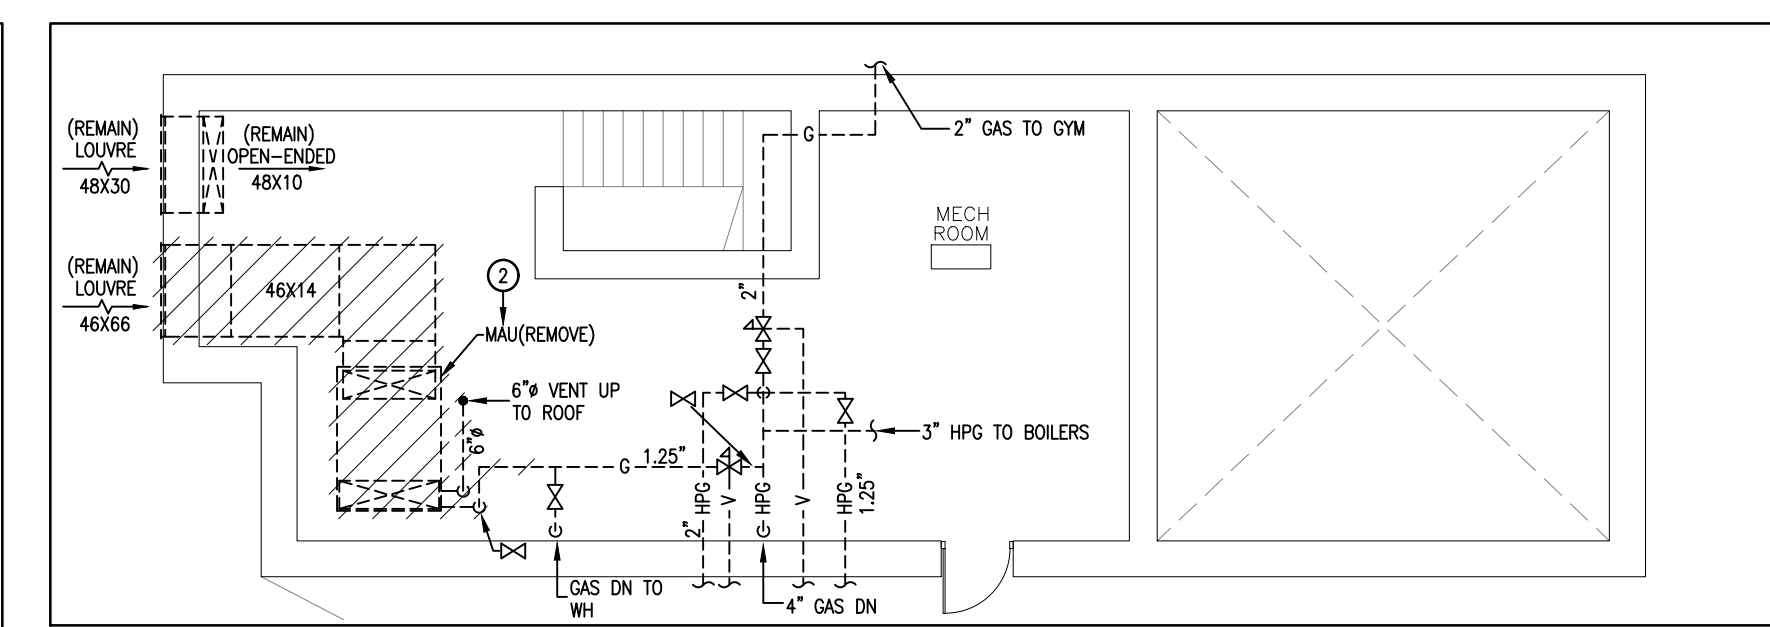 (REMAIN)
LOUVRE
48X30
V
(REMAIN)
OPEN-ENDED
48X10
G
2" GAS TO GYM
MECH
ROOM
(REMAIN)
LOUVRE
46X66
46X14
2
MAU(REMOVE)
2"
6"ø VENT UP
TO ROOF
6"ø
G
1.25"
3" HPG TO BOILERS
2"
HPG
V
HPG
V
HPG
1.25"
GAS DN TO
WH
4" GAS DN